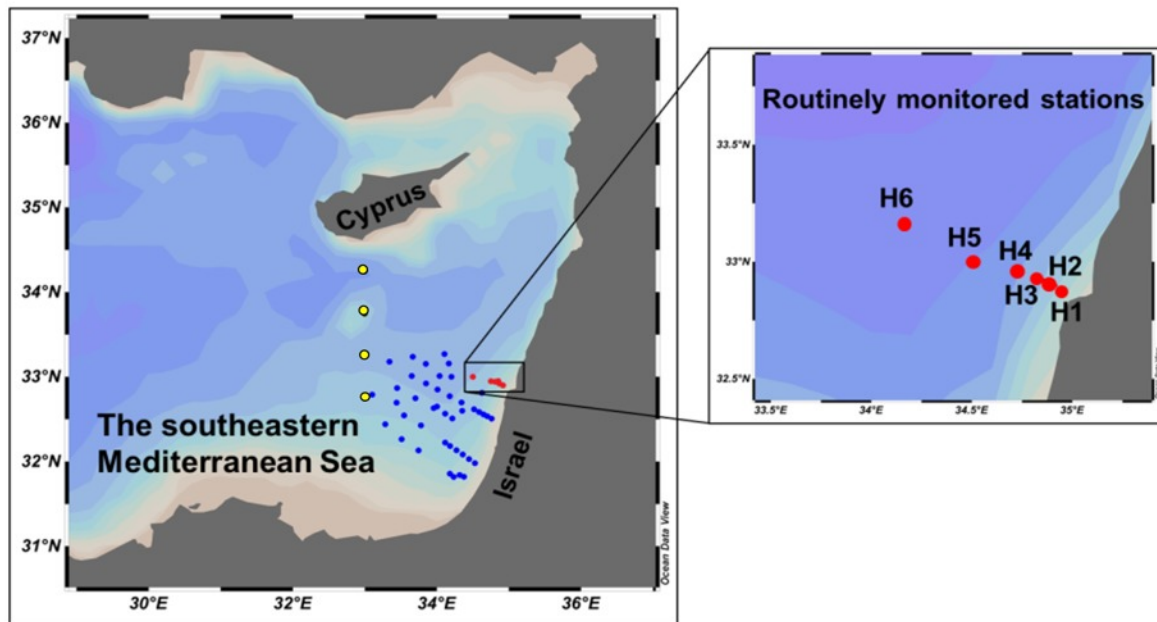 37°N
36°N
35°N
34°N
33°N
32°N
31°N
30°E
32°E
34°E
36°E
Cyprus
The southeastern
Mediterranean Sea
Israel
Ocean Data View
Routinely monitored stations
33.5°N
33°N
32.5°N
33.5°E
34°E
34.5°E
35°E
H6
H5
H4
H2
H3
H1